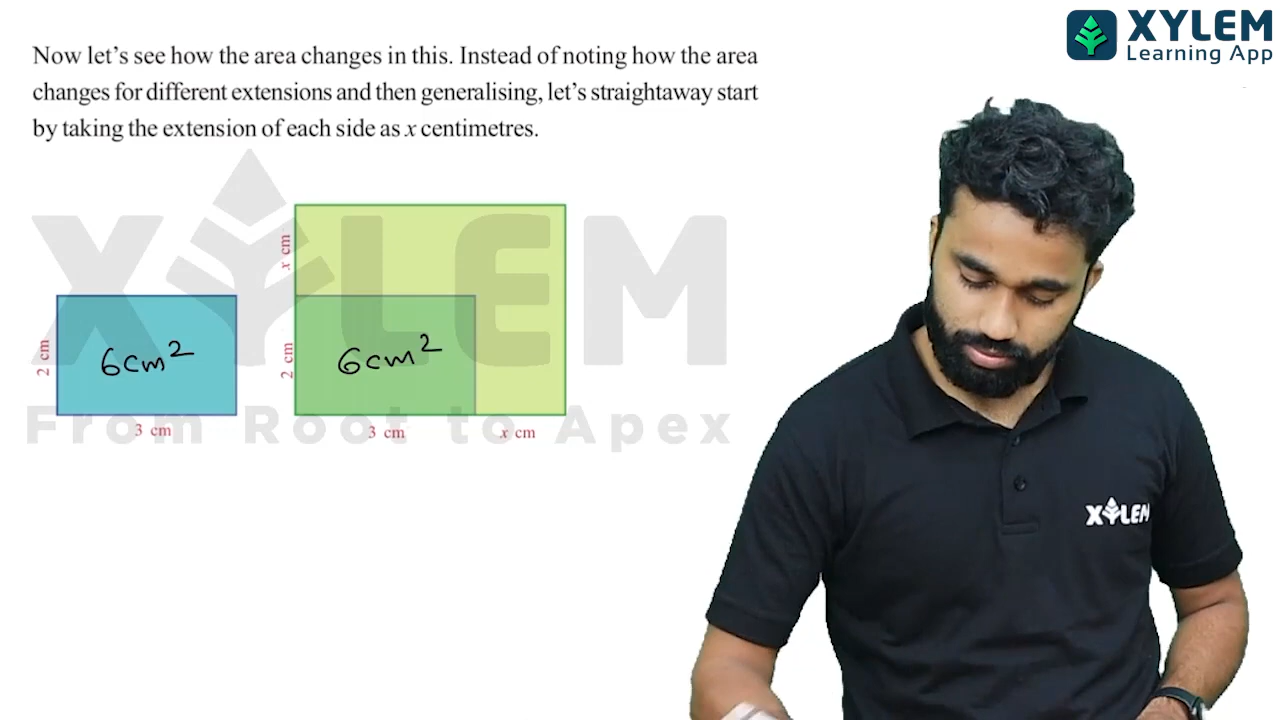 XYLEM
Learning App
Now let’s see how the area changes in this. Instead of noting how the area
changes for different extensions and then generalising, let’s straightaway start
by taking the extension of each side as x centimetres.
XYLEM
From Root to Apex
2 cm
6cm²
3 cm
x cm
2 cm
6cm²
3 cm
x cm
XYLEM